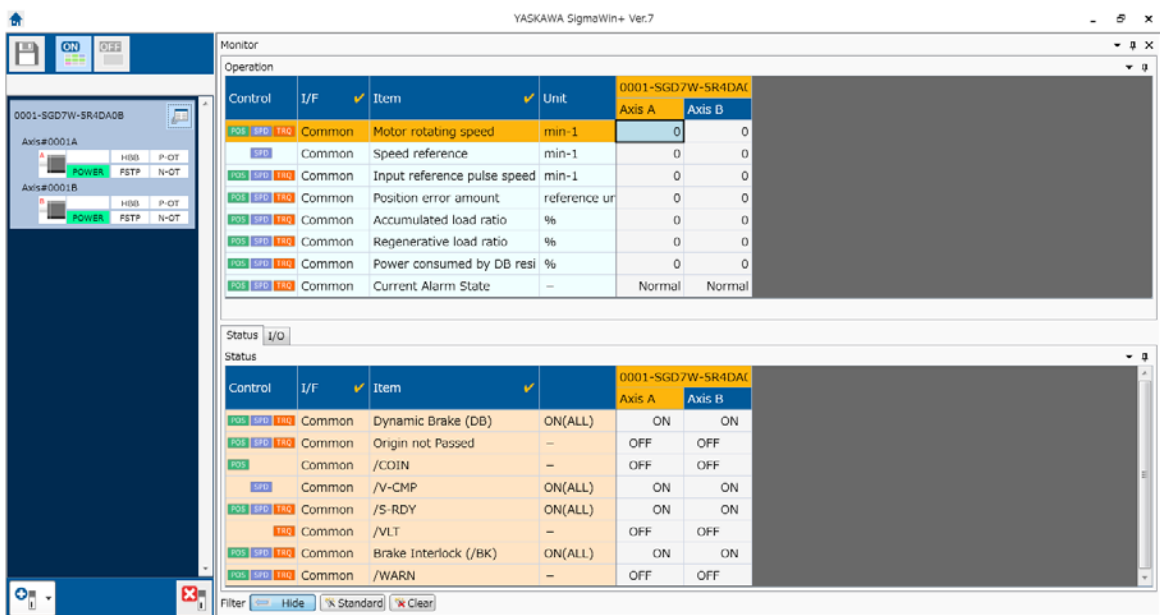 YASKAWA SigmaWin+ Ver.7
ON OFF
0001-SGD7W-5R4DA0B
Axis#0001A
A HBB P-OT
POWER FSTP N-OT
Axis#0001B
B HBB P-OT
POWER FSTP N-OT
Monitor
Operation
Control I/F Item Unit 0001-SGD7W-5R4DA(
Axis A Axis B
POS SPD TRQ Common Motor rotating speed min-1 0 0
SPD Common Speed reference min-1 0 0
POS SPD TRQ Common Input reference pulse speed min-1 0 0
POS SPD TRQ Common Position error amount reference ur 0 0
POS SPD TRQ Common Accumulated load ratio % 0 0
POS SPD TRQ Common Regenerative load ratio % 0 0
POS SPD TRQ Common Power consumed by DB resi % 0 0
POS SPD TRQ Common Current Alarm State – Normal Normal
Status I/O
Status
Control I/F Item 0001-SGD7W-5R4DA(
Axis A Axis B
POS SPD TRQ Common Dynamic Brake (DB) ON(ALL) ON ON
POS SPD TRQ Common Origin not Passed – OFF OFF
POS Common /COIN – OFF OFF
SPD Common /V-CMP ON(ALL) ON ON
POS SPD TRQ Common /S-RDY ON(ALL) ON ON
TRQ Common /VLT – OFF OFF
POS SPD TRQ Common Brake Interlock (/BK) ON(ALL) ON ON
POS SPD TRQ Common /WARN – OFF OFF
Filter Hide Standard Clear